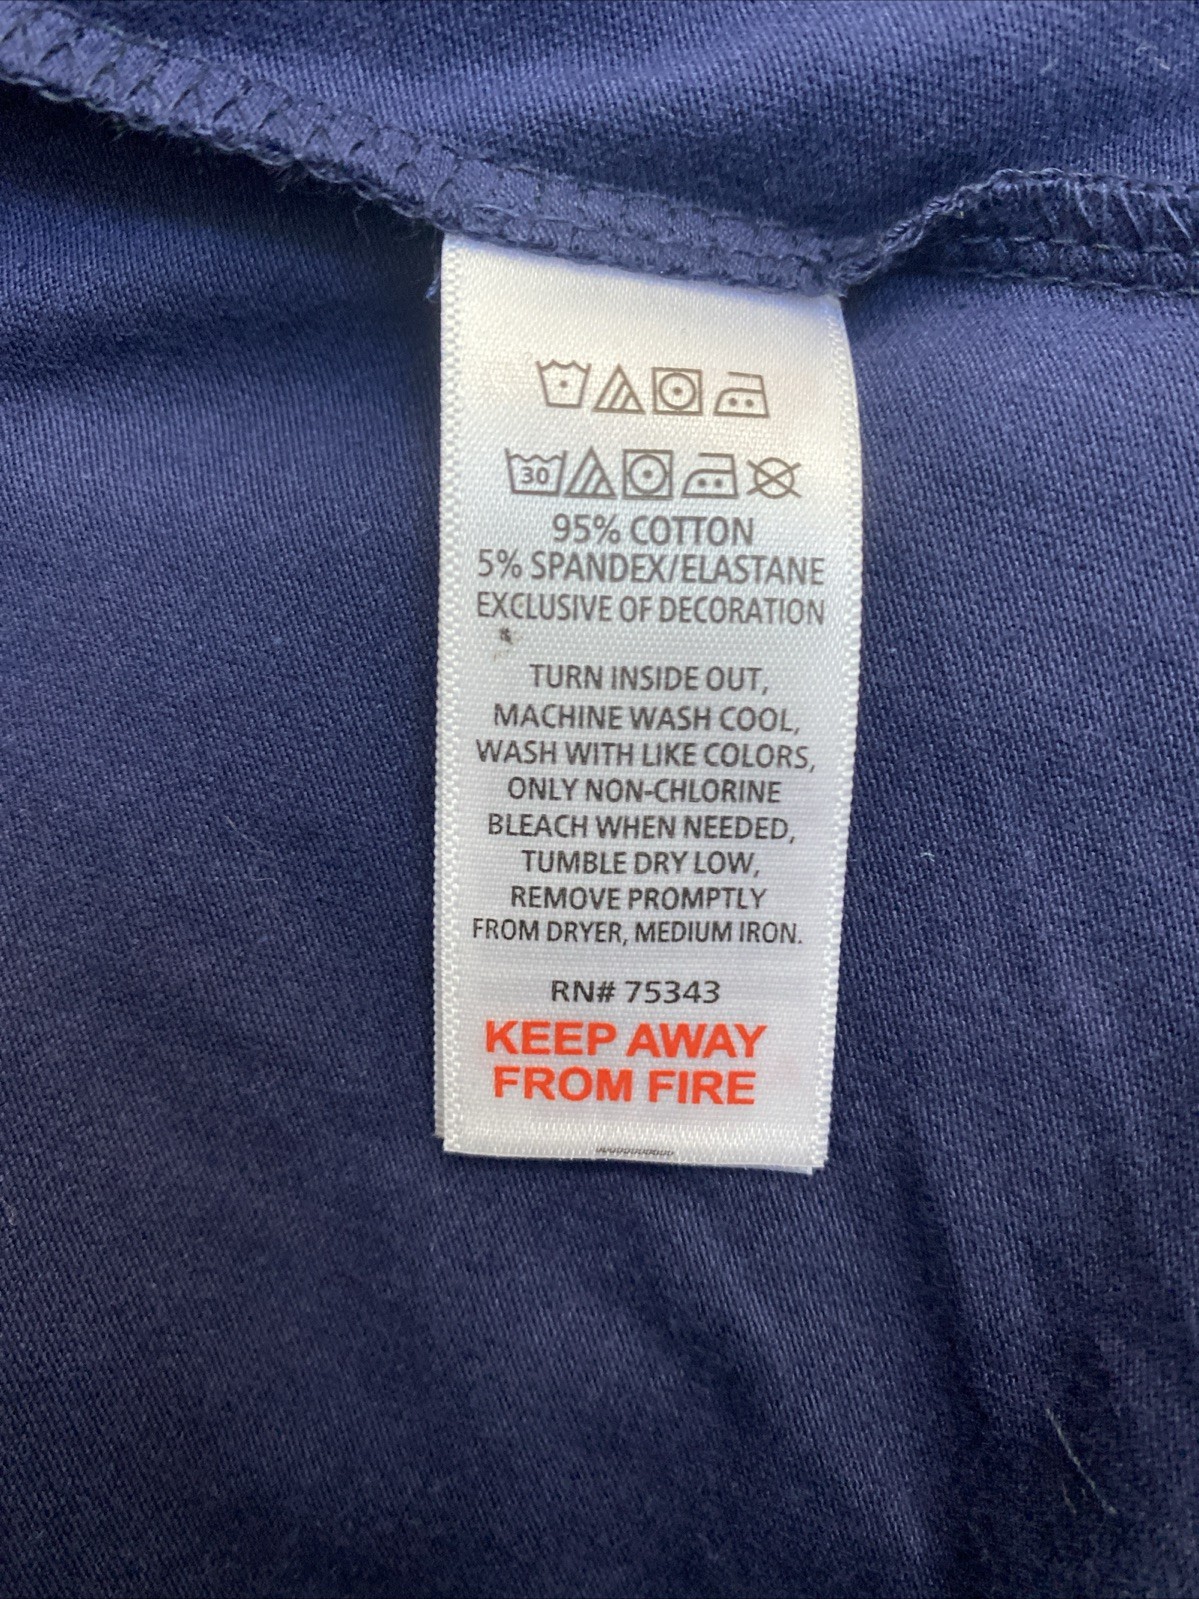 30
95% COTTON
5% SPANDEX/ELASTANE
EXCLUSIVE OF DECORATION
TURN INSIDE OUT,
MACHINE WASH COOL,
WASH WITH LIKE COLORS,
ONLY NON-CHLORINE
BLEACH WHEN NEEDED,
TUMBLE DRY LOW,
REMOVE PROMPTLY
FROM DRYER, MEDIUM IRON.
RN# 75343
KEEP AWAY
FROM FIRE